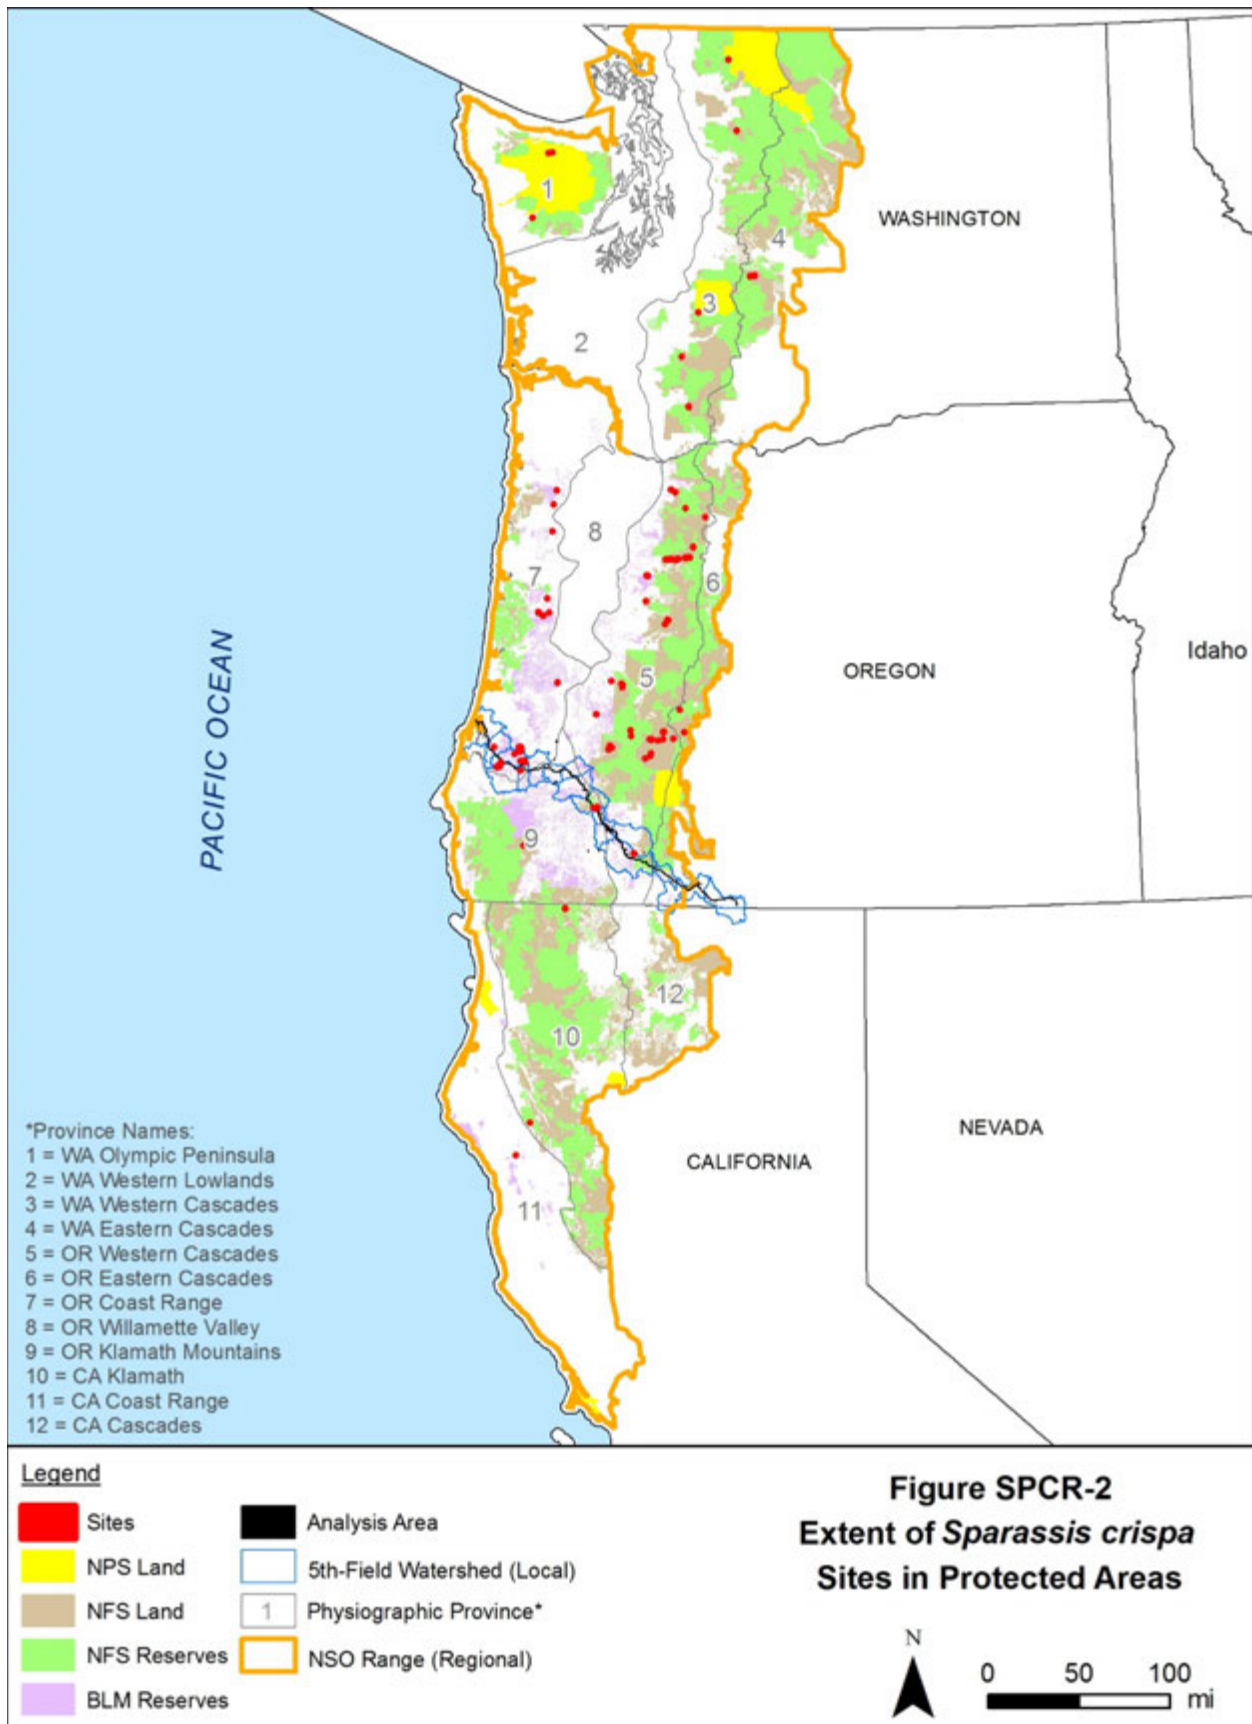 WASHINGTON
1
4
3
2
8
6
7
Idaho
5
OREGON
PACIFIC OCEAN
9
12
10
NEVADA
CALIFORNIA
11
*Province Names:
1 = WA Olympic Peninsula
2 = WA Western Lowlands
3 = WA Western Cascades
4 = WA Eastern Cascades
5 = OR Western Cascades
6 = OR Eastern Cascades
7 = OR Coast Range
8 = OR Willamette Valley
9 = OR Klamath Mountains
10 = CA Klamath
11 = CA Coast Range
12 = CA Cascades
Legend
Sites
NPS Land
NFS Land
NFS Reserves
BLM Reserves
Analysis Area
5th-Field Watershed (Local)
1 Physiographic Province*
NSO Range (Regional)
Figure SPCR-2
Extent of Sparassis crispa
Sites in Protected Areas
N
0 50 100
mi